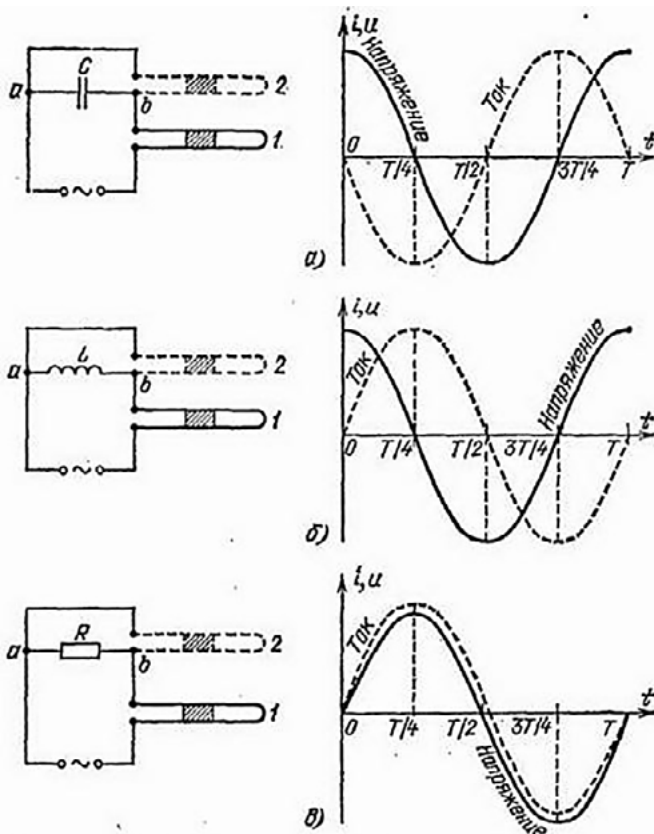 C
a
b
2
1
i,u
Напряжение
Ток
0
T/4
T/2
3T/4
T
t
а)
L
a
b
2
1
i,u
Ток
Напряжение
0
T/4
T/2
3T/4
T
t
б)
R
a
b
2
1
i,u
Ток
Напряжение
0
T/4
T/2
3T/4
T
t
в)